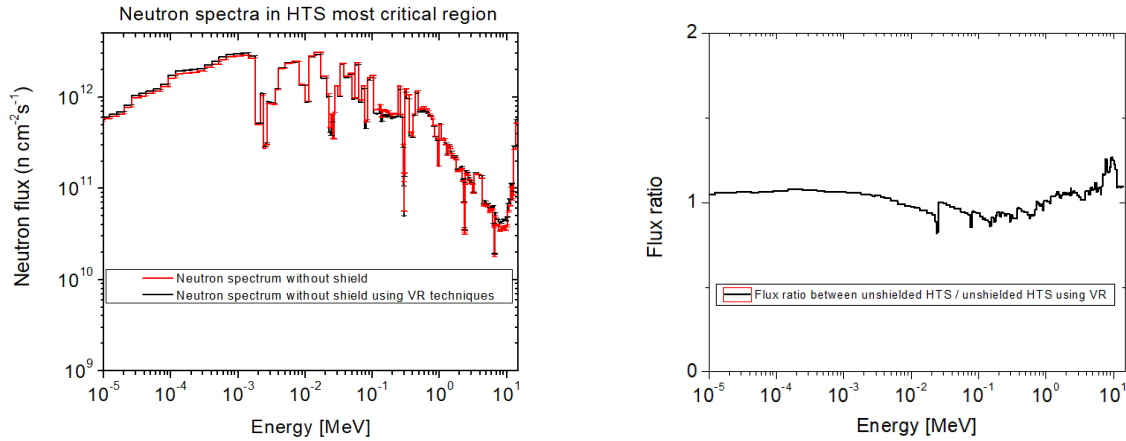 Neutron spectra in HTS most critical region
Neutron flux (n cm⁻²s⁻¹)
10¹²
10¹¹
10¹⁰
10⁹
Neutron spectrum without shield
Neutron spectrum without shield using VR techniques
10⁻⁵ 10⁻⁴ 10⁻³ 10⁻² 10⁻¹ 10⁰ 10¹
Energy [MeV]
Flux ratio
2
1
0
Flux ratio between unshielded HTS / unshielded HTS using VR
10⁻⁵ 10⁻⁴ 10⁻³ 10⁻² 10⁻¹ 10⁰ 10¹
Energy [MeV]